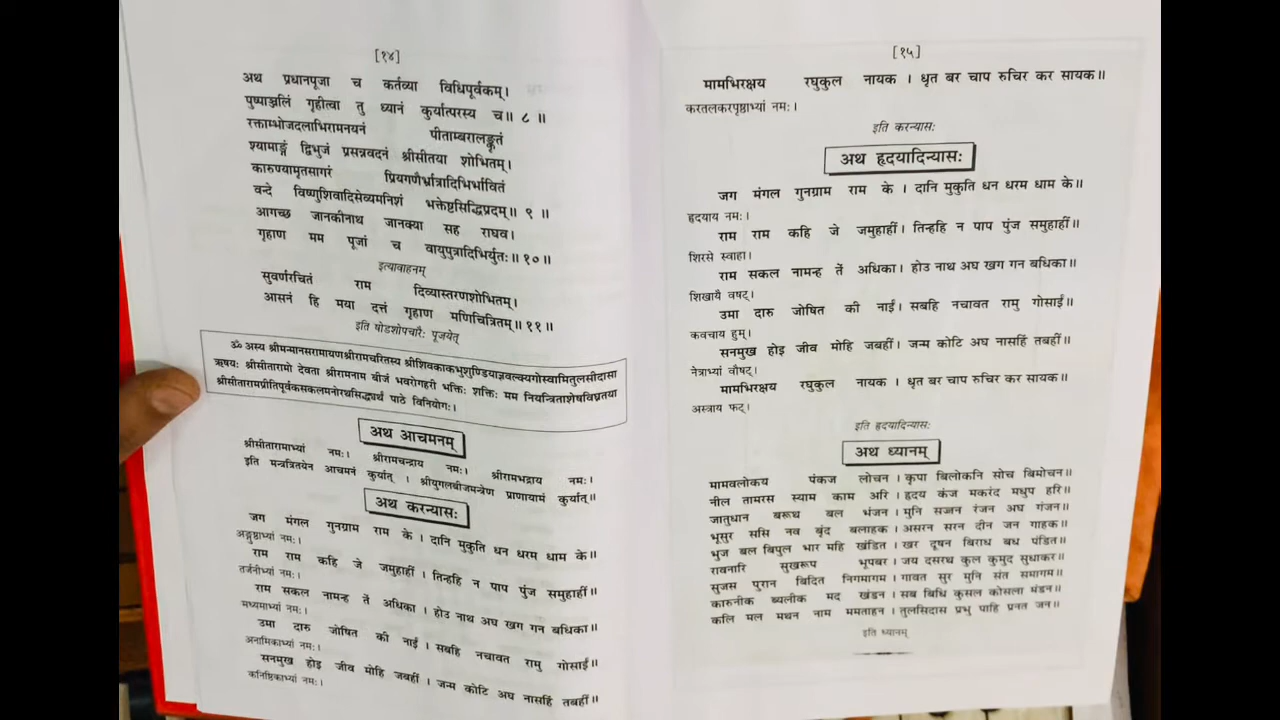 [१४]
अथ प्रधानपूजा च कर्तव्या विधिपूर्वकम्।
पुष्पाञ्जलिं गृहीत्वा तु ध्यानं कुर्यात्परस्य च॥ ८ ॥
रक्ताम्भोजदलाभिरामनयनं पीताम्बरालङ्कृतं
श्यामाङ्गं द्विभुजं प्रसन्नवदनं श्रीसीतया शोभितम्।
कारुण्यामृतसागरं प्रियगणैर्भ्रात्रादिभिर्भावितं
वन्दे विष्णुशिवादिसेव्यमनिशं भक्तेष्टसिद्धिप्रदम्॥ ९ ॥
आगच्छ जानकीनाथ जानक्या सह राघव।
गृहाण मम पूजां च वायुपुत्रादिभिर्युतः॥ १०॥
इत्यावाहनम्
सुवर्णरचितं राम दिव्यास्तरणशोभितम्।
आसनं हि मया दत्तं गृहाण मणिचित्रितम्॥ ११॥
इति षोडशोपचारैः पूजयेत्
ॐ अस्य श्रीमन्मानसरामायणश्रीरामचरितस्य श्रीशिवकाकभुशुण्डियाज्ञवल्क्यगोस्वामितुलसीदासा
ऋषयः श्रीसीतारामो देवता श्रीरामनाम बीजं भवरोगहरी भक्तिः शक्तिः मम नियन्त्रिताशेषविघ्नतया
श्रीसीतारामप्रीतिपूर्वकसकलमनोरथसिद्ध्यर्थं पाठे विनियोगः।
अथ आचमनम्
श्रीसीतारामाभ्यां नमः। श्रीरामचन्द्राय नमः। श्रीरामभद्राय नमः।
इति मन्त्रत्रितयेन आचमनं कुर्यात् । श्रीयुगलबीजमन्त्रेण प्राणायामं कुर्यात्॥
अथ करन्यासः
जग मंगल गुनग्राम राम के । दानि मुकुति धन धरम धाम के॥
अङ्गुष्ठाभ्यां नमः।
राम राम कहि जे जमुहाहीं । तिन्हहि न पाप पुंज समुहाहीं॥
तर्जनीभ्यां नमः।
राम सकल नामन्ह ते अधिका । होउ नाथ अघ खग गन बधिका॥
मध्यमाभ्यां नमः।
उमा दारु जोषित की नाईं । सबहि नचावत रामु गोसाईं॥
अनामिकाभ्यां नमः।
सनमुख होइ जीव मोहि जबहीं । जन्म कोटि अघ नासहिं तबहीं॥
कनिष्ठिकाभ्यां नमः।
[१५]
मामभिरक्षय रघुकुल नायक । धृत बर चाप रुचिर कर सायक॥
करतलकरपृष्ठाभ्यां नमः।
इति करन्यासः
अथ हृदयादिन्यासः
जग मंगल गुनग्राम राम के । दानि मुकुति धन धरम धाम के॥
हृदयाय नमः।
राम राम कहि जे जमुहाहीं । तिन्हहि न पाप पुंज समुहाहीं॥
शिरसे स्वाहा।
राम सकल नामन्ह तें अधिका । होउ नाथ अघ खग गन बधिका॥
शिखायै वषट्।
उमा दारु जोषित की नाईं । सबहि नचावत रामु गोसाईं॥
कवचाय हुम्।
सनमुख होइ जीव मोहि जबहीं । जन्म कोटि अघ नासहिं तबहीं॥
नेत्राभ्यां वौषट्।
मामभिरक्षय रघुकुल नायक । धृत बर चाप रुचिर कर सायक॥
अस्त्राय फट्।
इति हृदयादिन्यासः
अथ ध्यानम्
मामवलोकय पंकज लोचन । कृपा बिलोकनि सोच बिमोचन॥
नील तामरस स्याम काम अरि । हृदय कंज मकरंद मधुप हरि॥
जातुधान बरूथ बल भंजन । मुनि सज्जन रंजन अघ गंजन॥
भूसुर ससि नव बृंद बलाहक । असरन सरन दीन जन गाहक॥
भुज बल बिपुल भार महि खंडित । खर दूषन बिराध बध पंडित॥
रावनारि सुखरूप भूपबर । जय दसरथ कुल कुमुद सुधाकर॥
सुजस पुरान बिदित निगमागम । गावत सुर मुनि संत समागम॥
कारुनीक ब्यलीक मद खंडन । सब बिधि कुसल कोसला मंडन॥
कलि मल मथन नाम ममताहन । तुलसिदास प्रभु पाहि प्रनत जन॥
इति ध्यानम्